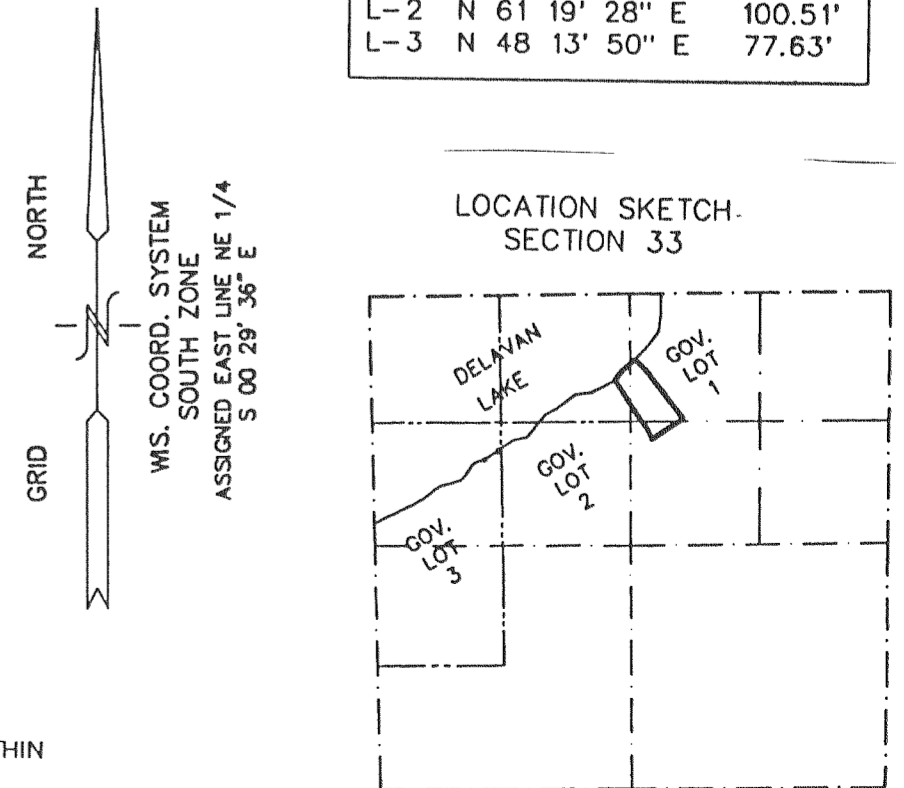 L-2 N 61 19' 28" E 100.51'
L-3 N 48 13' 50" E 77.63'
NORTH
GRID
WIS. COORD. SYSTEM
SOUTH ZONE
ASSIGNED EAST LINE NE 1/4
S 00 29' 36" E
LOCATION SKETCH
SECTION 33
DELAVAN
LAKE
GOV.
LOT
1
GOV.
LOT
2
GOV.
LOT
3
THIN